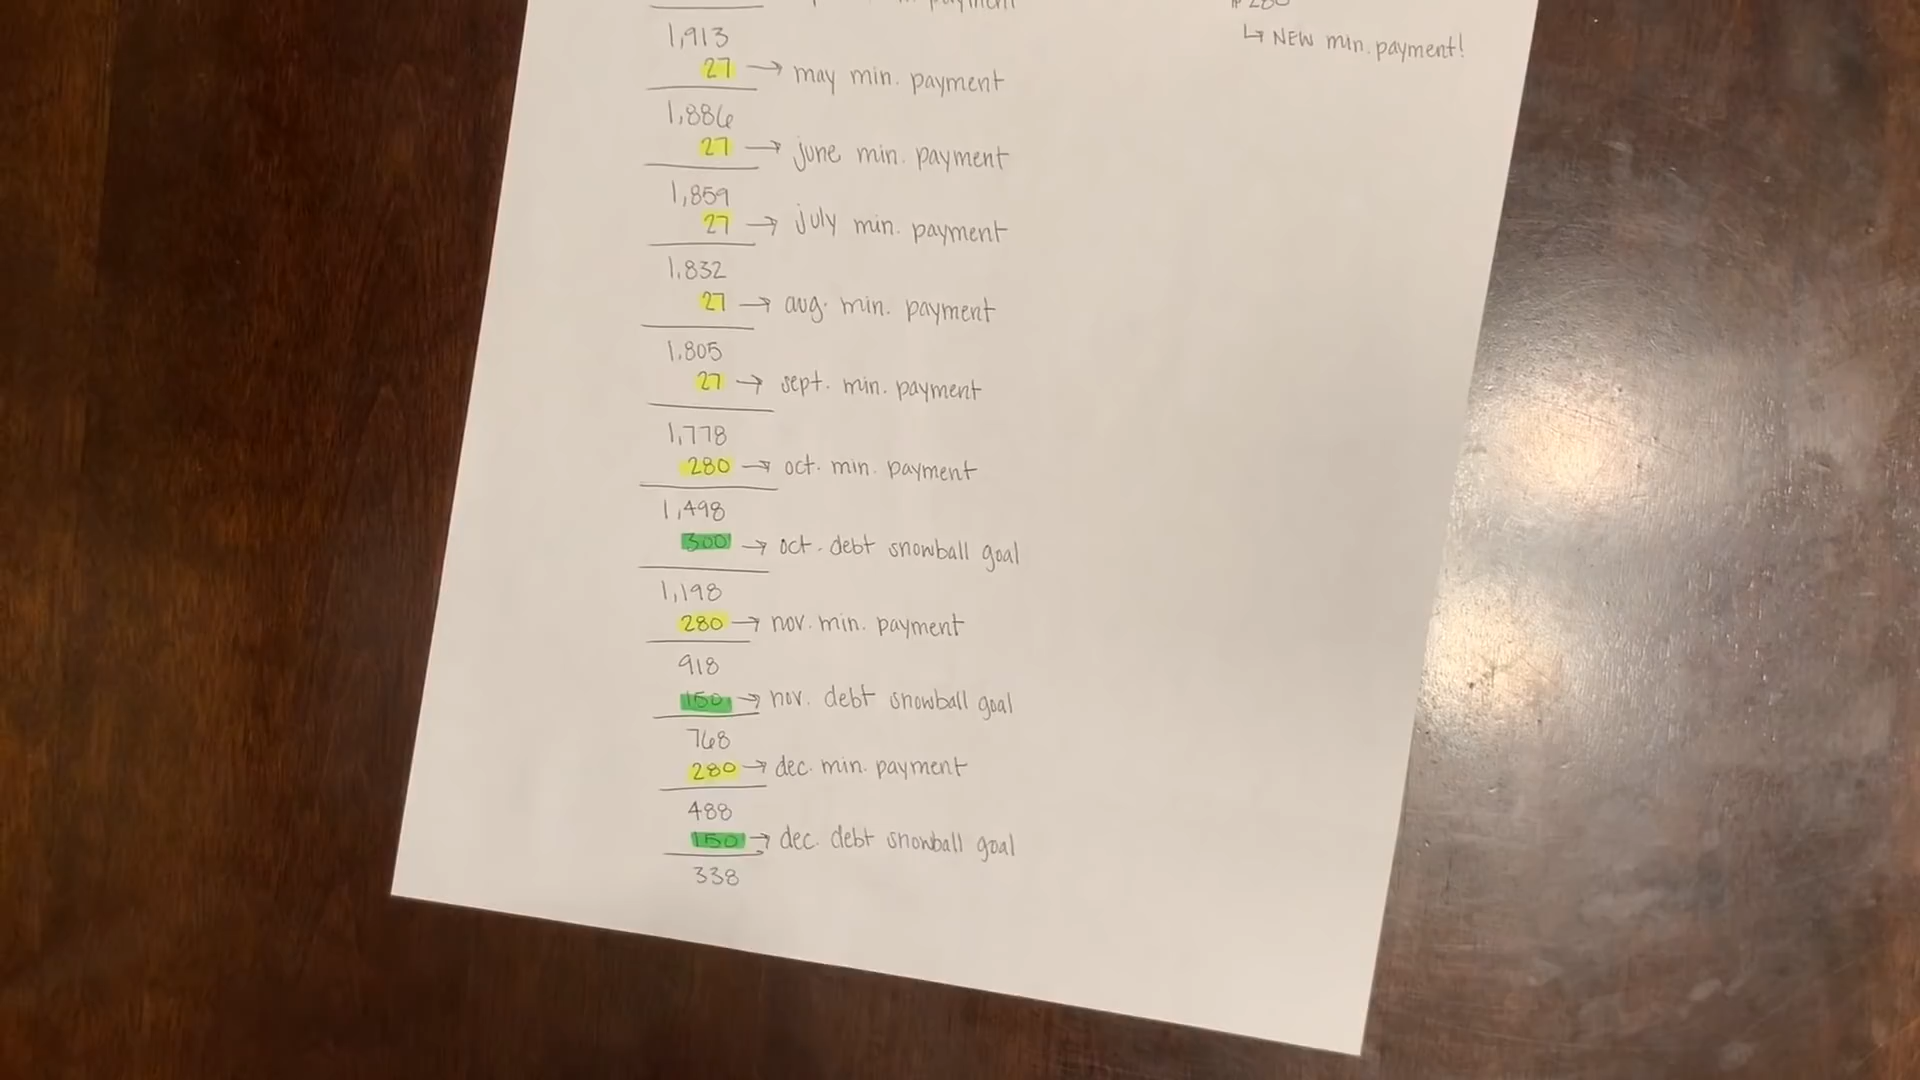 payment
1,913
27 → may min. payment
1,886
27 → june min. payment
1,859
27 → july min. payment
1,832
27 → aug. min. payment
1,805
27 → sept. min. payment
1,778
280 → oct. min. payment
1,498
300 → oct. debt snowball goal
1,198
280 → nov. min. payment
918
150 → nov. debt snowball goal
768
280 → dec. min. payment
488
150 → dec. debt snowball goal
338
280
↳ NEW min. payment!